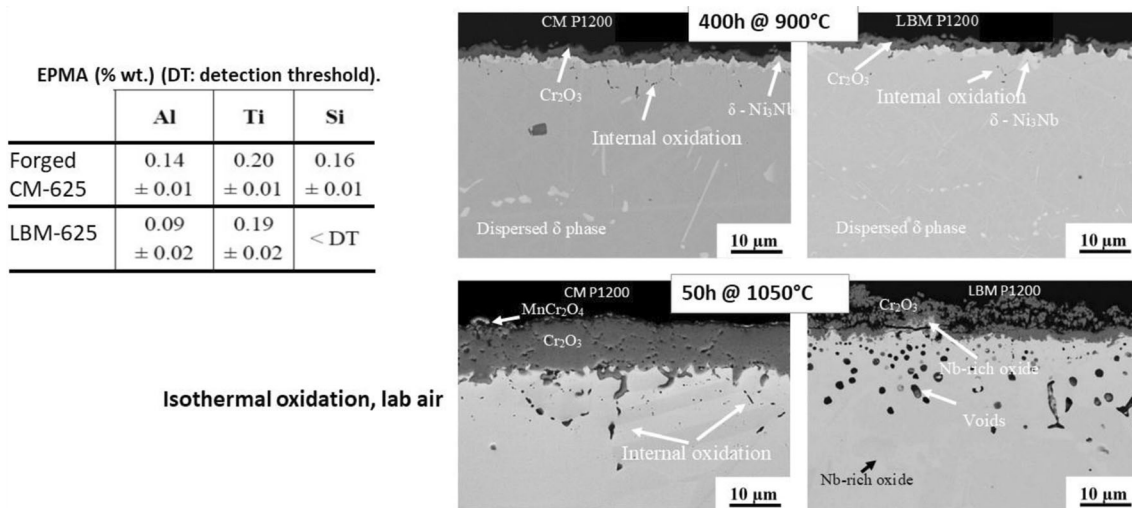 EPMA (% wt.) (DT: detection threshold).
Al Ti Si
Forged CM-625 0.14 ± 0.01 0.20 ± 0.01 0.16 ± 0.01
LBM-625 0.09 ± 0.02 0.19 ± 0.02 < DT
Isothermal oxidation, lab air
400h @ 900°C
CM P1200
Cr₂O₃
Internal oxidation
δ - Ni₃Nb
Dispersed δ phase
10 µm
LBM P1200
Cr₂O₃
Internal oxidation
δ - Ni₃Nb
Dispersed δ phase
10 µm
50h @ 1050°C
CM P1200
MnCr₂O₄
Cr₂O₃
Internal oxidation
10 µm
LBM P1200
Cr₂O₃
Nb-rich oxide
Voids
Nb-rich oxide
10 µm